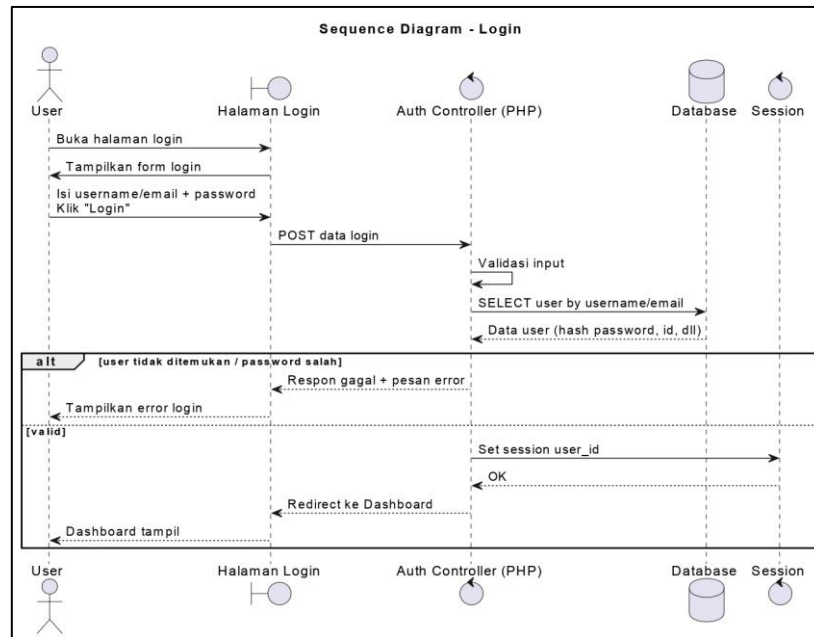 Sequence Diagram - Login
User
Halaman Login
Auth Controller (PHP)
Database
Session
Buka halaman login
Tampilkan form login
Isi username/email + password
Klik "Login"
POST data login
Validasi input
SELECT user by username/email
Data user (hash password, id, dll)
alt
[user tidak ditemukan / password salah]
Respon gagal + pesan error
Tampilkan error login
[valid]
Set session user_id
OK
Redirect ke Dashboard
Dashboard tampil
User
Halaman Login
Auth Controller (PHP)
Database
Session